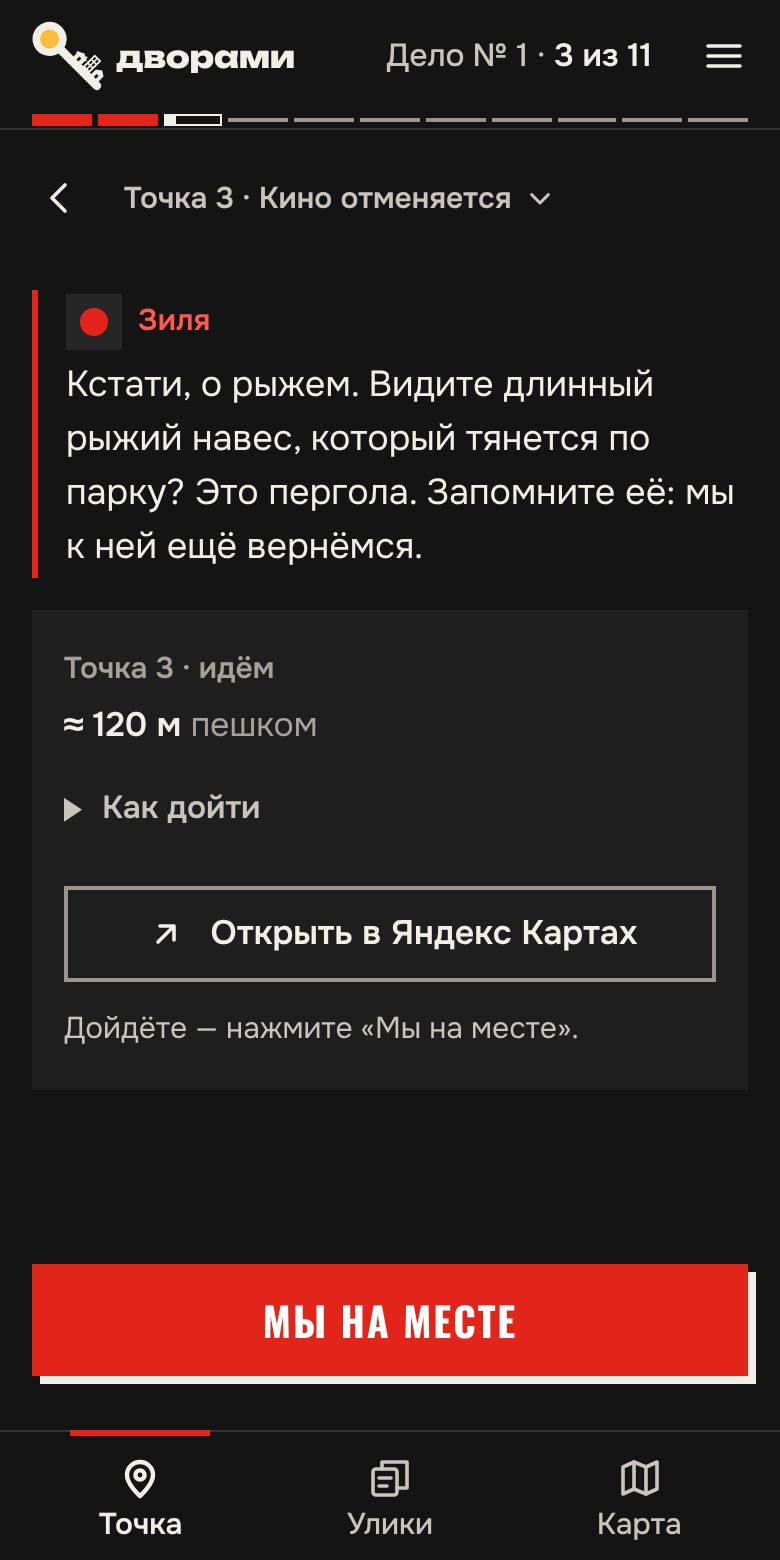 дворами
Дело № 1 · 3 из 11
Точка 3 · Кино отменяется
Зиля
Кстати, о рыжем. Видите длинный
рыжий навес, который тянется по
парку? Это пергола. Запомните её: мы
к ней ещё вернёмся.
Точка 3 · идём
≈ 120 м пешком
Как дойти
Открыть в Яндекс Картах
Дойдёте — нажмите «Мы на месте».
МЫ НА МЕСТЕ
Точка
Улики
Карта